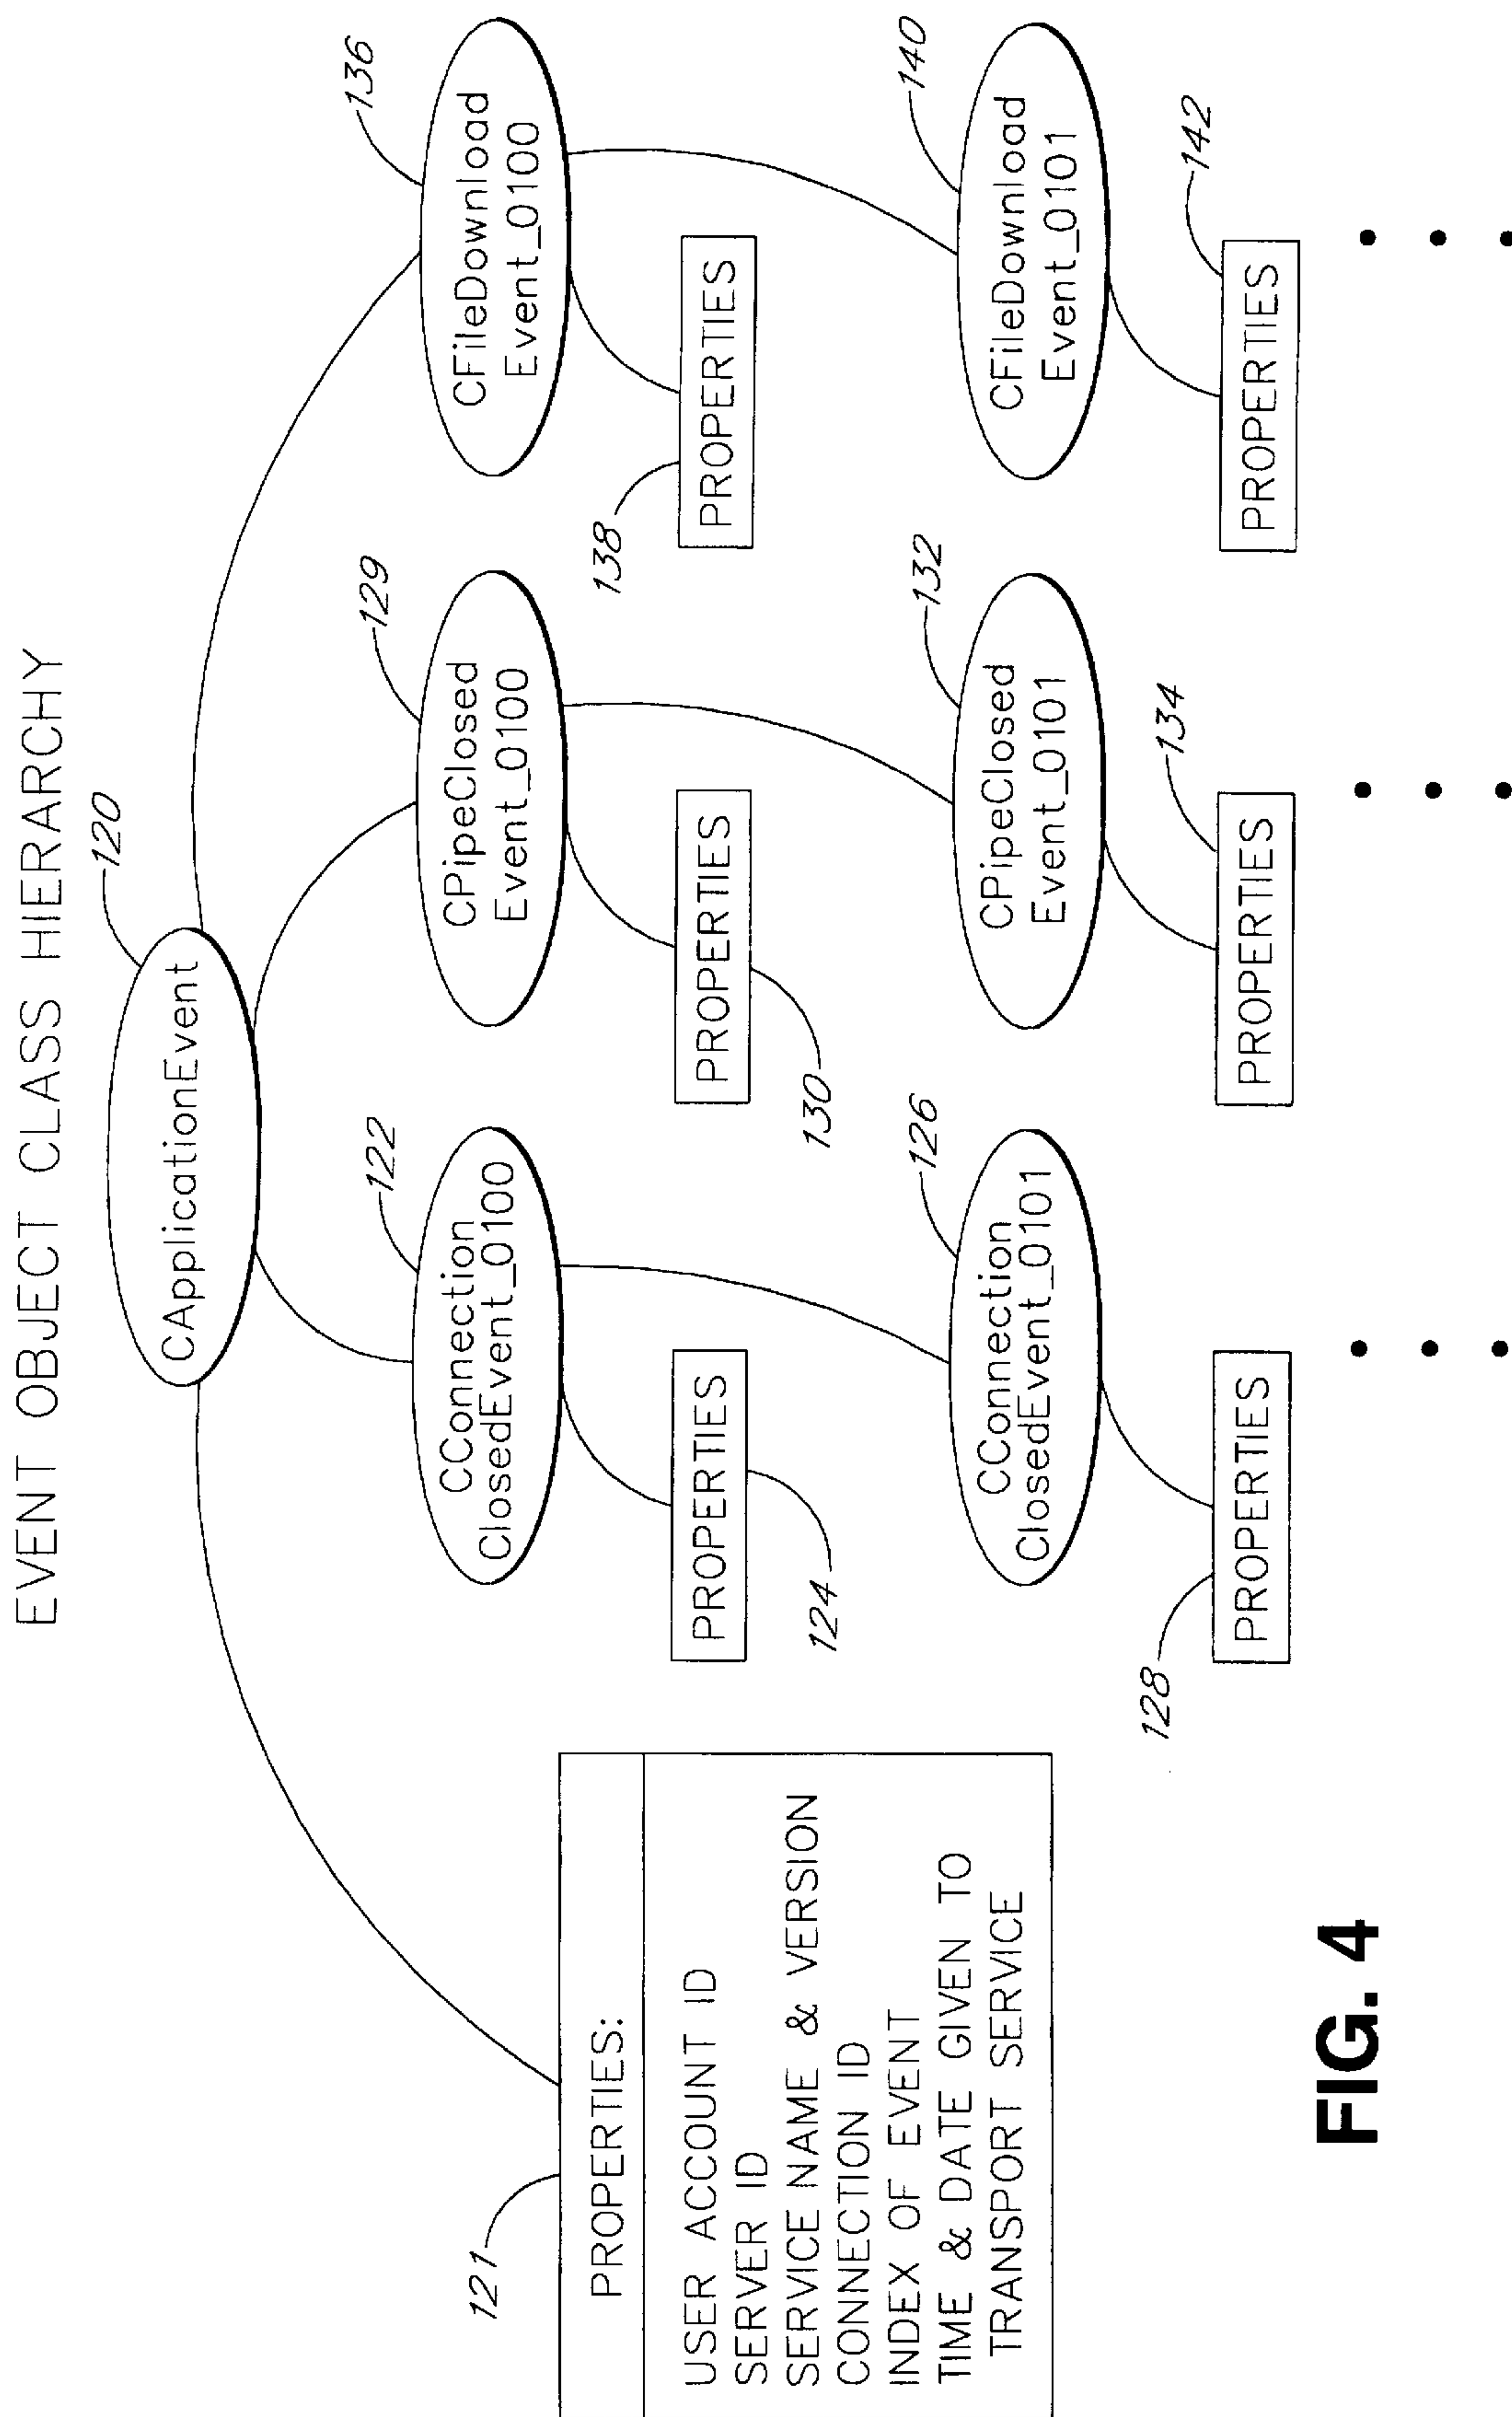 EVENT OBJECT CLASS HIERARCHY
120
CApplicationEvent
121
PROPERTIES:
USER ACCOUNT ID
SERVER ID
SERVICE NAME & VERSION
CONNECTION ID
INDEX OF EVENT
TIME & DATE GIVEN TO
TRANSPORT SERVICE
122
CConnection
ClosedEvent_0100
PROPERTIES
124
126
CConnection
ClosedEvent_0101
PROPERTIES
128
129
CPipeClosed
Event_0100
PROPERTIES
130
132
CPipeClosed
Event_0101
PROPERTIES
134
136
CFileDownload
Event_0100
PROPERTIES
138
140
CFileDownload
Event_0101
PROPERTIES
142
FIG. 4